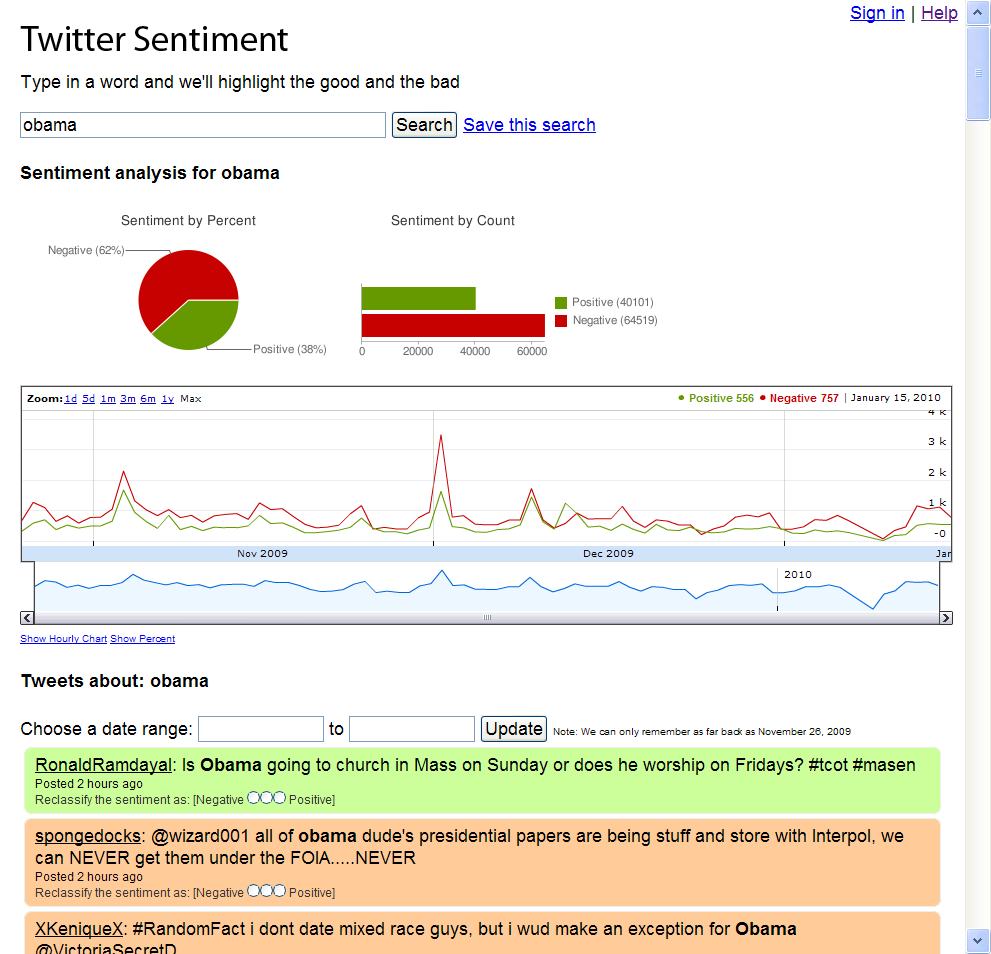 Sign in | Help
Twitter Sentiment
Type in a word and we'll highlight the good and the bad
obama Search Save this search
Sentiment analysis for obama
Sentiment by Percent
Negative (62%)
Positive (38%)
Sentiment by Count
Positive (40101)
Negative (64519)
0 20000 40000 60000
Zoom: 1d 5d 1m 3m 6m 1y Max
Positive 556 Negative 757 | January 15, 2010
4 k
3 k
2 k
1 k
-0
Nov 2009 Dec 2009 Jan
2010
Show Hourly Chart Show Percent
Tweets about: obama
Choose a date range: to Update Note: We can only remember as far back as November 26, 2009
RonaldRamdayal: Is Obama going to church in Mass on Sunday or does he worship on Fridays? #tcot #masen
Posted 2 hours ago
Reclassify the sentiment as: [Negative Positive]
spongedocks: @wizard001 all of obama dude's presidential papers are being stuff and store with Interpol, we
can NEVER get them under the FOIA.....NEVER
Posted 2 hours ago
Reclassify the sentiment as: [Negative Positive]
XKeniqueX: #RandomFact i dont date mixed race guys, but i wud make an exception for Obama
@VictoriaSecretD